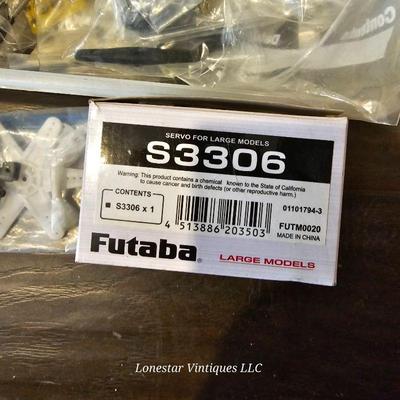 Contents
SERVO FOR LARGE MODELS
S3306
Warning: This product contains a chemical known to the State of California
to cause cancer and birth defects (or other reproductive harm.)
CONTENTS
■ S3306 x 1
4 513886 203503
01101794-3
FUTM0020
MADE IN CHINA
Futaba®
LARGE MODELS
Lonestar Vintiques LLC